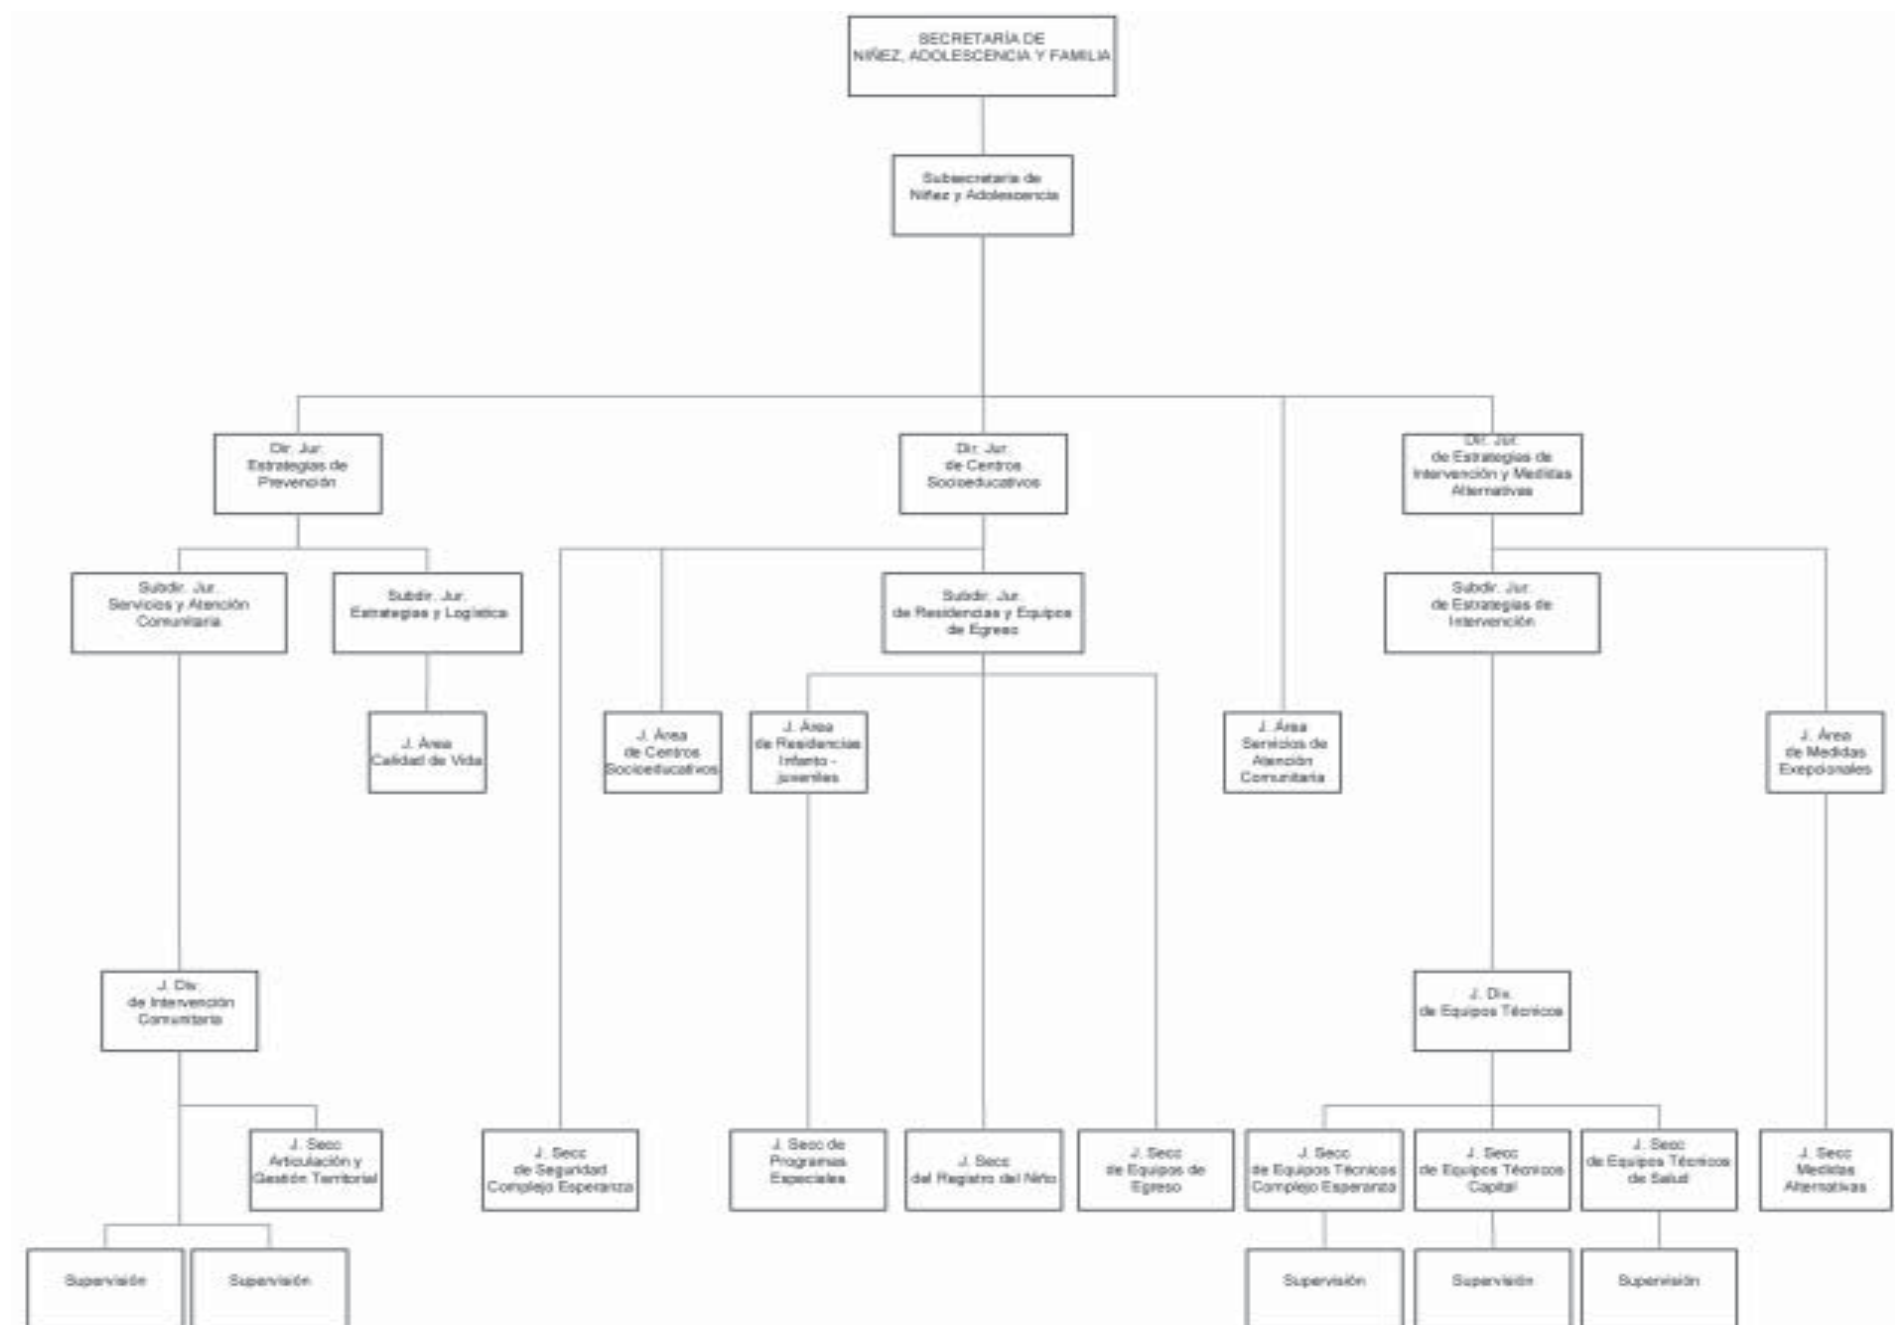 SECRETARÍA DE
NIÑEZ, ADOLESCENCIA Y FAMILIA
Subsecretaría de
Niñez y Adolescencia
Dir. Jur.
Estrategias de
Prevención
Dir. Jur.
de Centros
Socioeducativos
Dir. Jur.
de Estrategias de
Intervención y Medidas
Alternativas
Subdir. Jur.
Servicios y Atención
Comunitaria
Subdir. Jur.
Estrategias y Logística
Subdir. Jur.
de Residencias y Equipos
de Egreso
Subdir. Jur.
de Estrategias de
Intervención
J. Área
Calidad de Vida
J. Área
de Centros
Socioeducativos
J. Área
de Residencias
Infanto -
juveniles
J. Área
Servicios de
Atención
Comunitaria
J. Área
de Medidas
Exepcionales
J. Div.
de Intervención
Comunitaria
J. Div.
de Equipos Técnicos
J. Secc
Articulación y
Gestión Territorial
J. Secc
de Seguridad
Complejo Esperanza
J. Secc de
Programas
Especiales
J. Secc
del Registro del Niño
J. Secc
de Equipos de
Egreso
J. Secc
de Equipos Técnicos
Complejo Esperanza
J. Secc
de Equipos Técnicos
Capital
J. Secc
de Equipos Técnicos
de Salud
J. Secc
Medidas
Alternativas
Supervisión
Supervisión
Supervisión
Supervisión
Supervisión